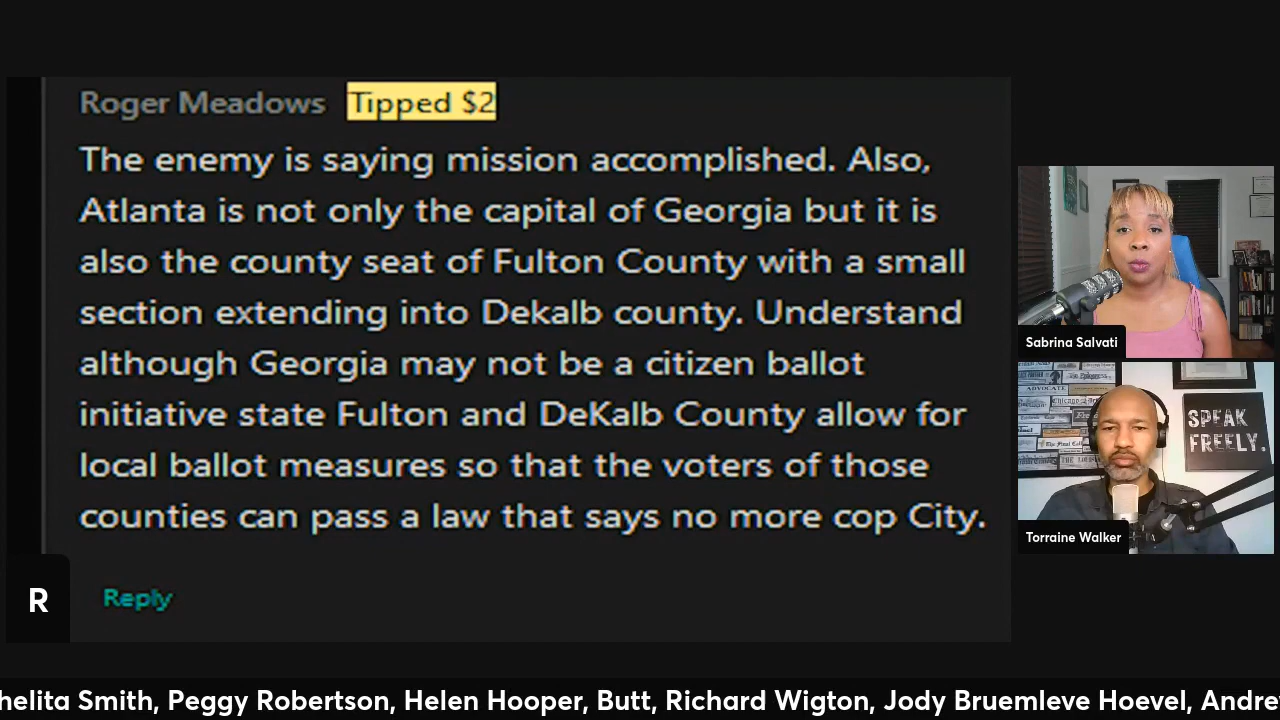 Roger Meadows Tipped $2
The enemy is saying mission accomplished. Also,
Atlanta is not only the capital of Georgia but it is
also the county seat of Fulton County with a small
section extending into Dekalb county. Understand
although Georgia may not be a citizen ballot
initiative state Fulton and DeKalb County allow for
local ballot measures so that the voters of those
counties can pass a law that says no more cop City.
Reply
R
Sabrina Salvati
ADVOCATE
SPEAK
FREELY.
Torraine Walker
helita Smith, Peggy Robertson, Helen Hooper, Butt, Richard Wigton, Jody Bruemleve Hoevel, Andre